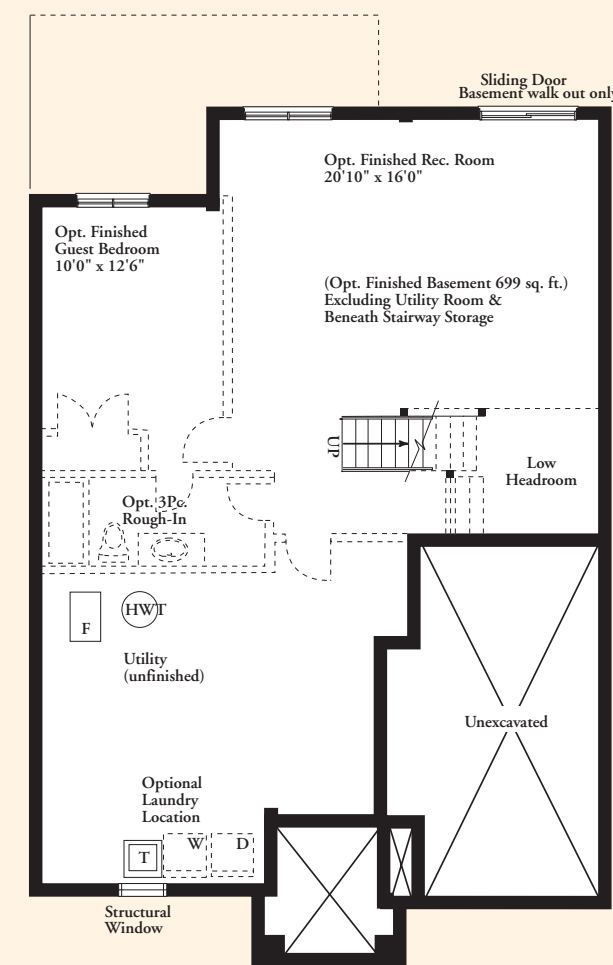 Sliding Door
Basement walk out only
Opt. Finished Rec. Room
20'10" x 16'0"
Opt. Finished
Guest Bedroom
10'0" x 12'6"
(Opt. Finished Basement 699 sq. ft.)
Excluding Utility Room &
Beneath Stairway Storage
UP
Low
Headroom
Opt. 3Pc.
Rough-In
HWT
F
Utility
(unfinished)
Unexcavated
Optional
Laundry
Location
W
D
T
Structural
Window